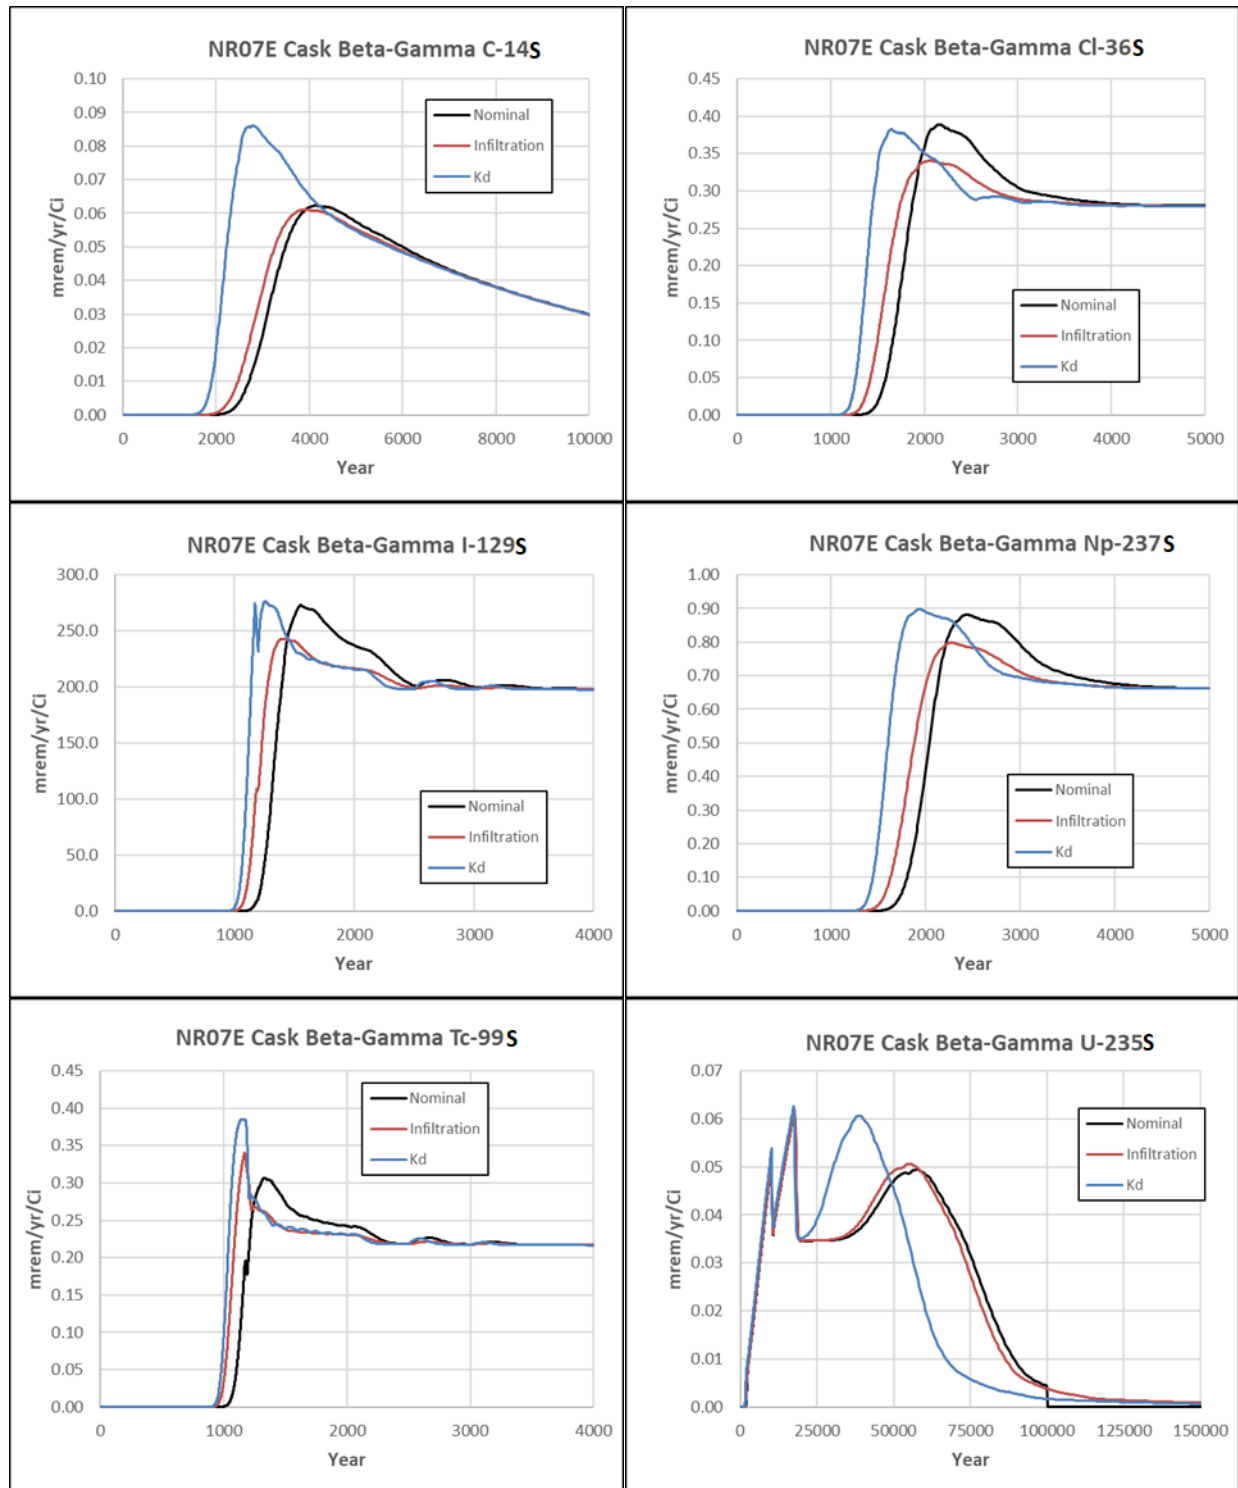 NR07E Cask Beta-Gamma C-14S
mrem/yr/Ci
0.10
0.09
0.08
0.07
0.06
0.05
0.04
0.03
0.02
0.01
0.00
Nominal
Infiltration
Kd
0 2000 4000 6000 8000 10000
Year
NR07E Cask Beta-Gamma Cl-36S
mrem/yr/Ci
0.45
0.40
0.35
0.30
0.25
0.20
0.15
0.10
0.05
0.00
Nominal
Infiltration
Kd
0 1000 2000 3000 4000 5000
Year
NR07E Cask Beta-Gamma I-129S
mrem/yr/Ci
300.0
250.0
200.0
150.0
100.0
50.0
0.0
Nominal
Infiltration
Kd
0 1000 2000 3000 4000
Year
NR07E Cask Beta-Gamma Np-237S
mrem/yr/Ci
1.00
0.90
0.80
0.70
0.60
0.50
0.40
0.30
0.20
0.10
0.00
Nominal
Infiltration
Kd
0 1000 2000 3000 4000 5000
Year
NR07E Cask Beta-Gamma Tc-99S
mrem/yr/Ci
0.45
0.40
0.35
0.30
0.25
0.20
0.15
0.10
0.05
0.00
Nominal
Infiltration
Kd
0 1000 2000 3000 4000
Year
NR07E Cask Beta-Gamma U-235S
mrem/yr/Ci
0.07
0.06
0.05
0.04
0.03
0.02
0.01
0.00
Nominal
Infiltration
Kd
0 25000 50000 75000 100000 125000 150000
Year